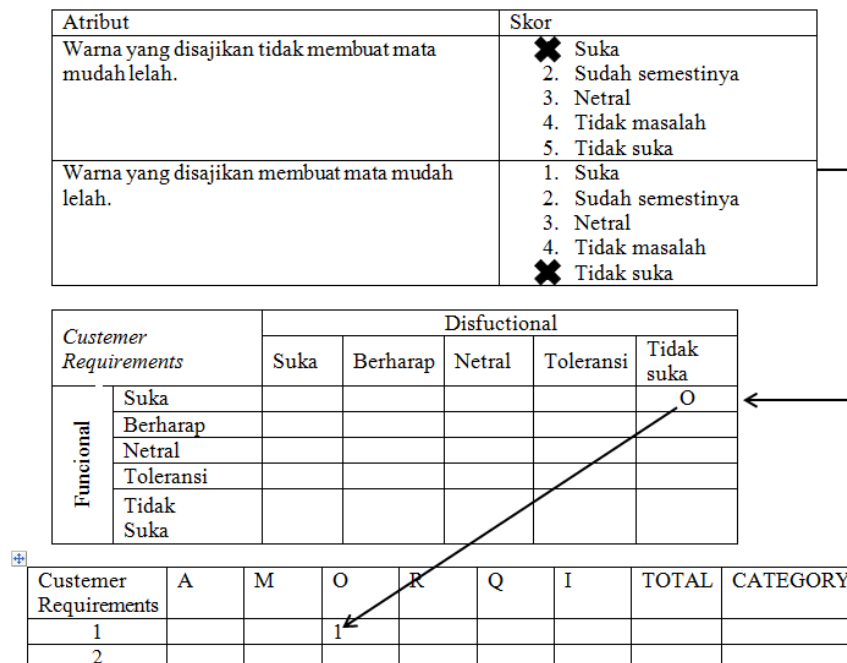 Atribut Skor
Warna yang disajikan tidak membuat mata
mudah lelah.
Suka
2. Sudah semestinya
3. Netral
4. Tidak masalah
5. Tidak suka
Warna yang disajikan membuat mata mudah
lelah.
1. Suka
2. Sudah semestinya
3. Netral
4. Tidak masalah
Tidak suka
Custemer
Requirements
Disfuctional
Suka Berharap Netral Toleransi Tidak
suka
Funcional
Suka O
Berharap
Netral
Toleransi
Tidak
Suka
Custemer
Requirements A M O R Q I TOTAL CATEGORY
1 1
2